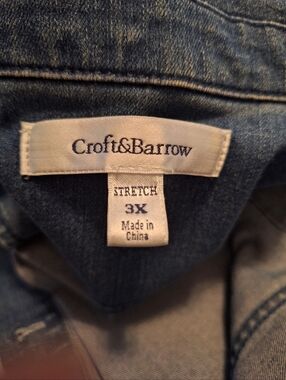 Croft&Barrow
STRETCH
3X
Made in
China